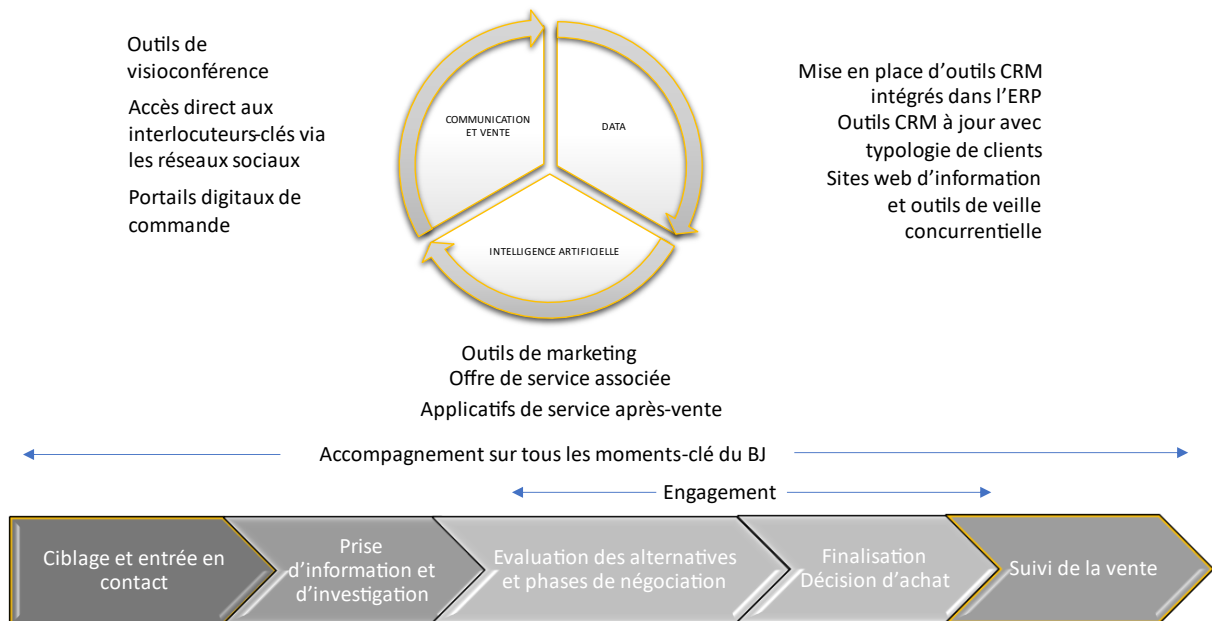 Outils de
visioconférence
Accès direct aux
interlocuteurs-clés via
les réseaux sociaux
Portails digitaux de
commande
COMMUNICATION
ET VENTE
DATA
INTELLIGENCE ARTIFICIELLE
Mise en place d’outils CRM
intégrés dans l’ERP
Outils CRM à jour avec
typologie de clients
Sites web d’information
et outils de veille
concurrentielle
Outils de marketing
Offre de service associée
Applicatifs de service après-vente
Accompagnement sur tous les moments-clé du BJ
Engagement
Ciblage et entrée en
contact
Prise
d’information et
d’investigation
Evaluation des alternatives
et phases de négociation
Finalisation
Décision d’achat
Suivi de la vente